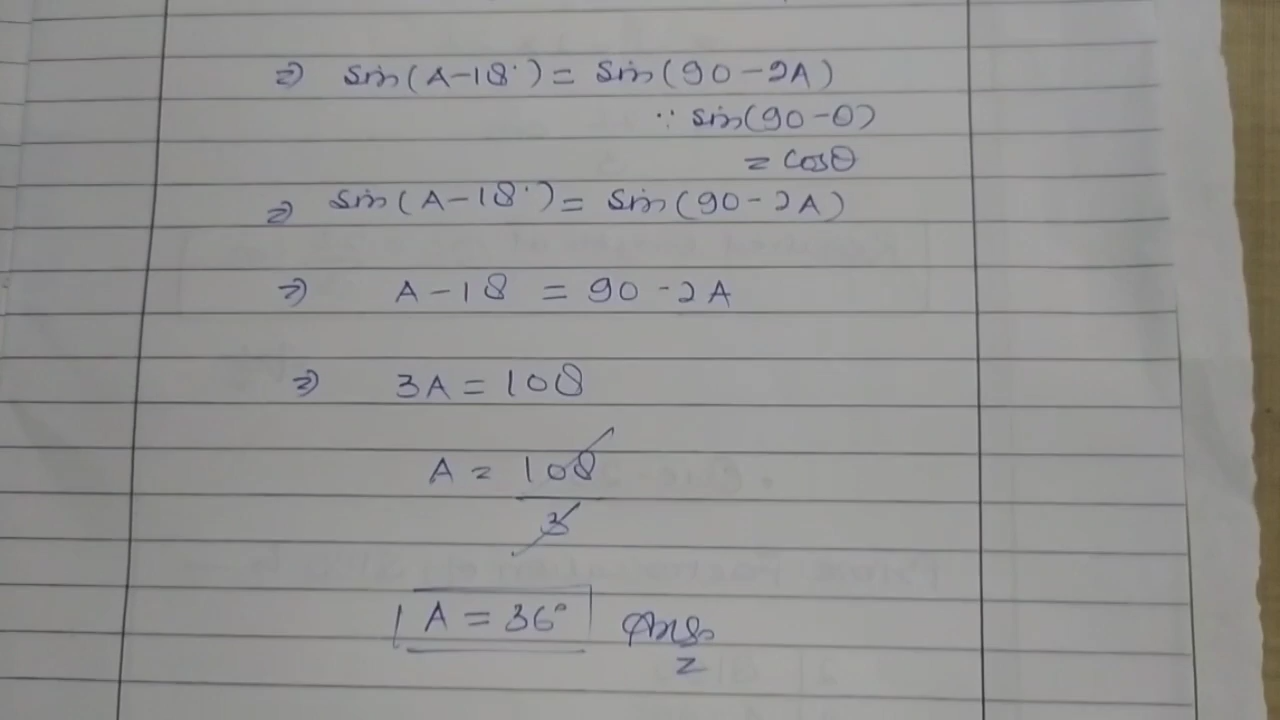 ⇒ sin(A-18°) = sin(90-2A)
∵ sin(90-θ)
= cosθ
⇒ sin(A-18°) = sin(90-2A)
⇒ A-18 = 90-2A
⇒ 3A = 108
A = 108
3
A = 36° Ans